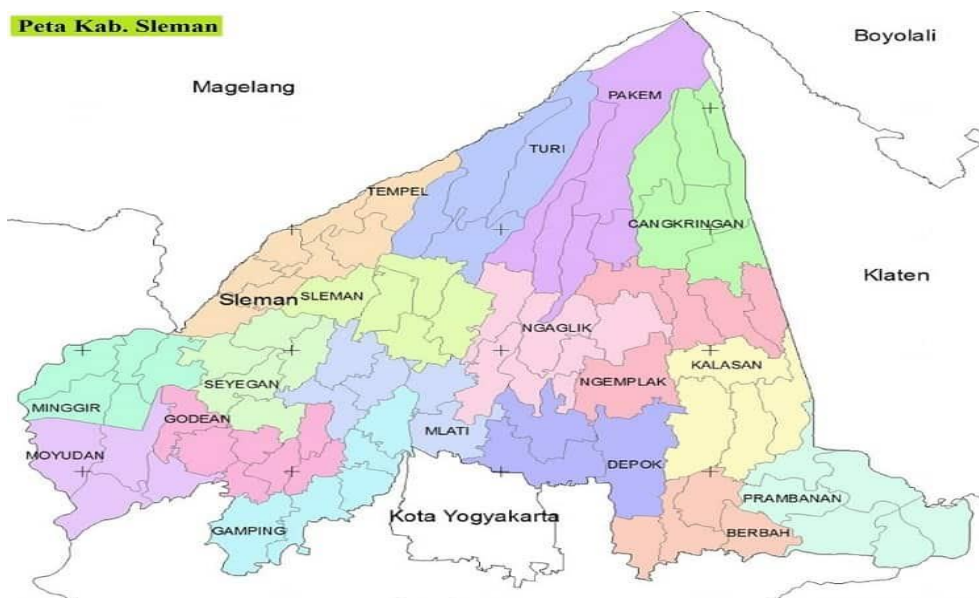 Peta Kab. Sleman
Boyolali
Magelang
PAKEM
TURI
TEMPEL
CANGKRINGAN
Klaten
Sleman
SLEMAN
NGAGLIK
KALASAN
SEYEGAN
NGEMPLAK
MINGGIR
GODEAN
MLATI
MOYUDAN
DEPOK
PRAMBANAN
Kota Yogyakarta
GAMPING
BERBAH